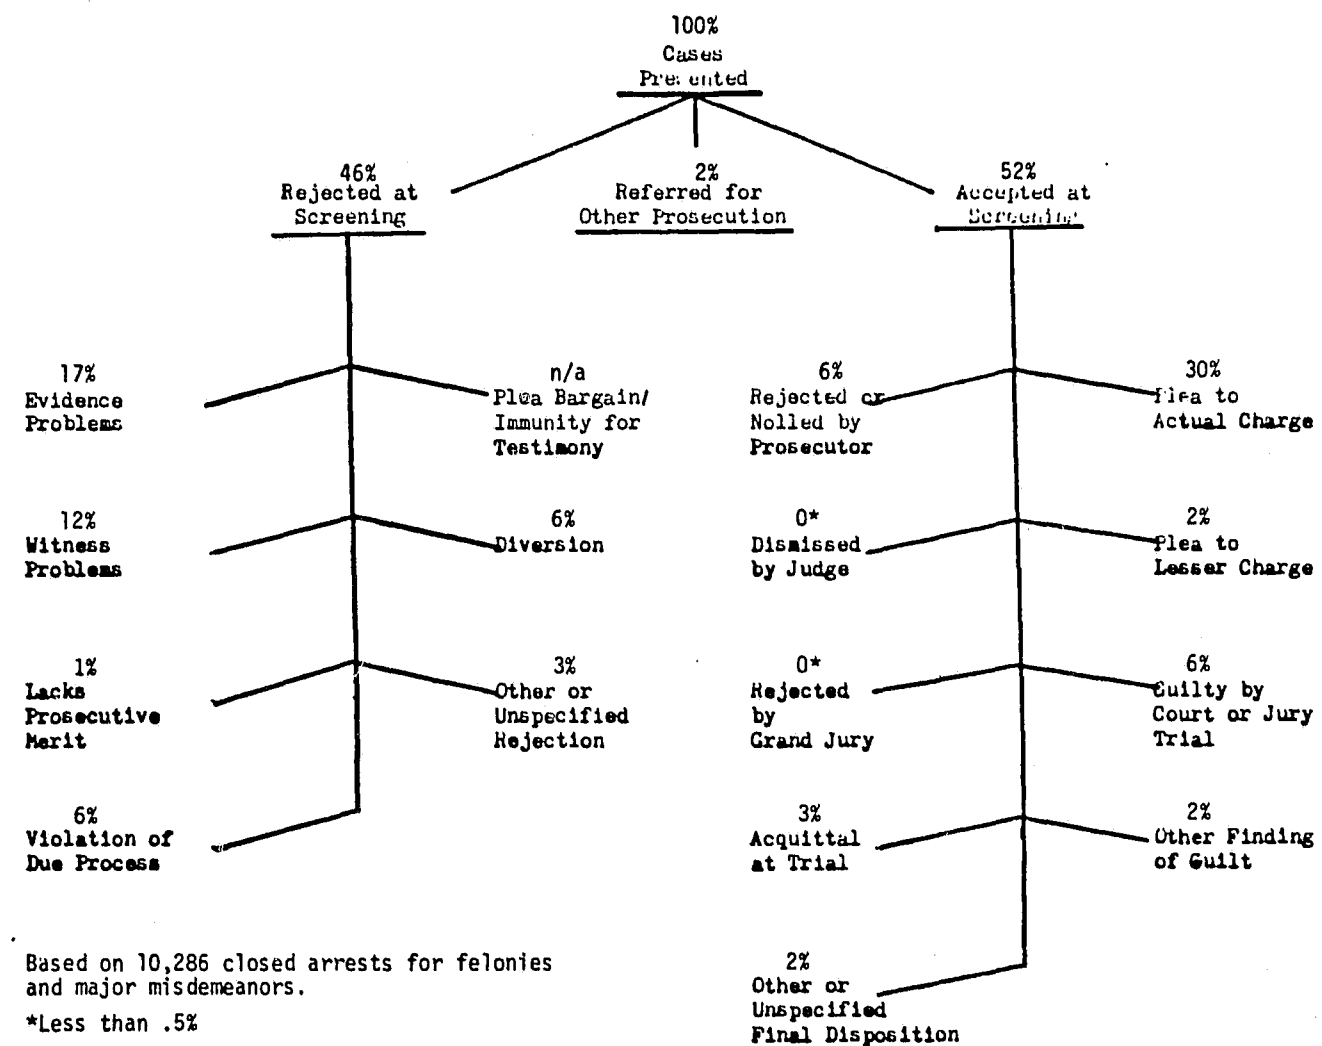 100%
Cases
Presented
46%
Rejected at
Screening
2%
Referred for
Other Prosecution
52%
Accepted at
Screening
17%
Evidence
Problems
n/a
Plea Bargain/
Immunity for
Testimony
12%
Witness
Problems
6%
Diversion
1%
Lacks
Prosecutive
Merit
3%
Other or
Unspecified
Rejection
6%
Violation of
Due Process
6%
Rejected or
Nolled by
Prosecutor
30%
Plea to
Actual Charge
0*
Dismissed
by Judge
2%
Plea to
Lesser Charge
0*
Rejected
by
Grand Jury
6%
Guilty by
Court or Jury
Trial
3%
Acquittal
at Trial
2%
Other Finding
of Guilt
2%
Other or
Unspecified
Final Disposition
Based on 10,286 closed arrests for felonies
and major misdemeanors.
*Less than .5%